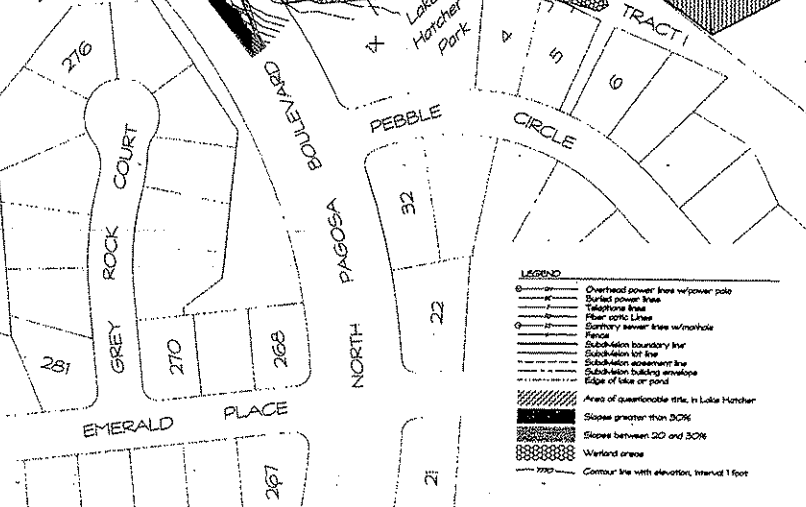 276
Lake
Hatcher
Park
4
5
6
TRACT 1
BOULEVARD
PEBBLE
CIRCLE
COURT
32
PAGOSA
ROCK
22
GREY
NORTH
281
270
268
EMERALD PLACE
267
21
LEGEND
Overhead power lines w/power pole
Buried power lines
Telephone lines
Fiber optic Lines
Sanitary sewer lines w/manhole
Fence
Subdivision boundary line
Subdivision lot line
Subdivision easement line
Subdivision building envelope
Edge of lake or pond
Area of questionable title, in Lake Hatcher
Slopes greater than 30%
Slopes between 20 and 30%
Wetland areas
Contour line with elevation, interval 1 foot